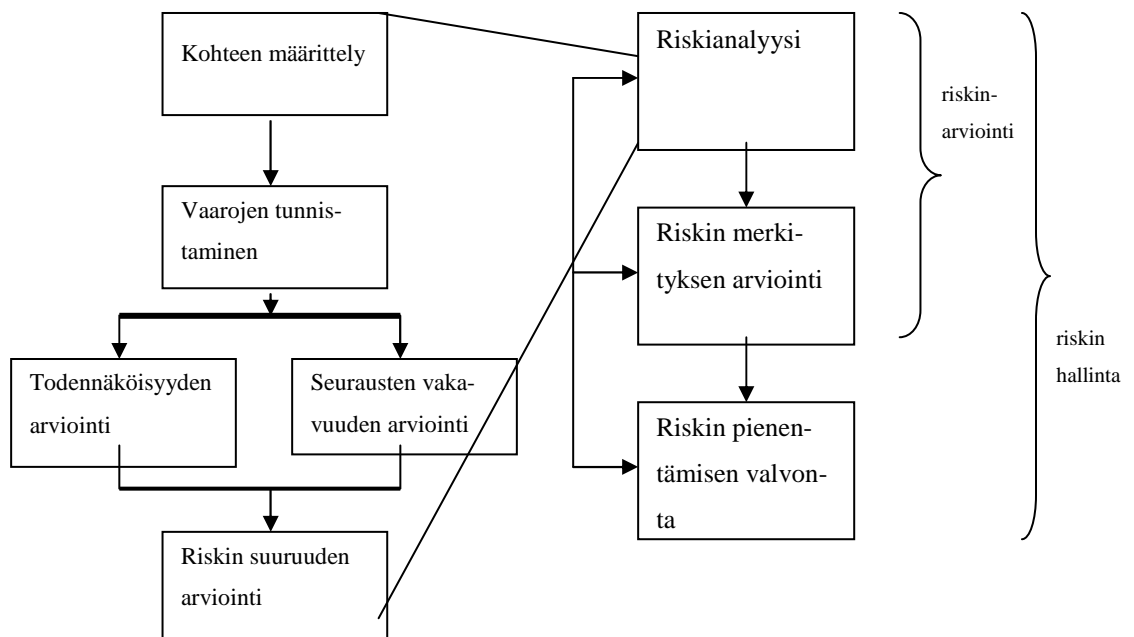 Kohteen määrittely
Vaarojen tunnis-
taminen
Todennäköisyyden
arviointi
Seurausten vaka-
vuuden arviointi
Riskin suuruuden
arviointi
Riskianalyysi
Riskin merki-
tyksen arviointi
Riskin pienen-
tämisen valvon-
ta
riskin-
arviointi
riskin
hallinta